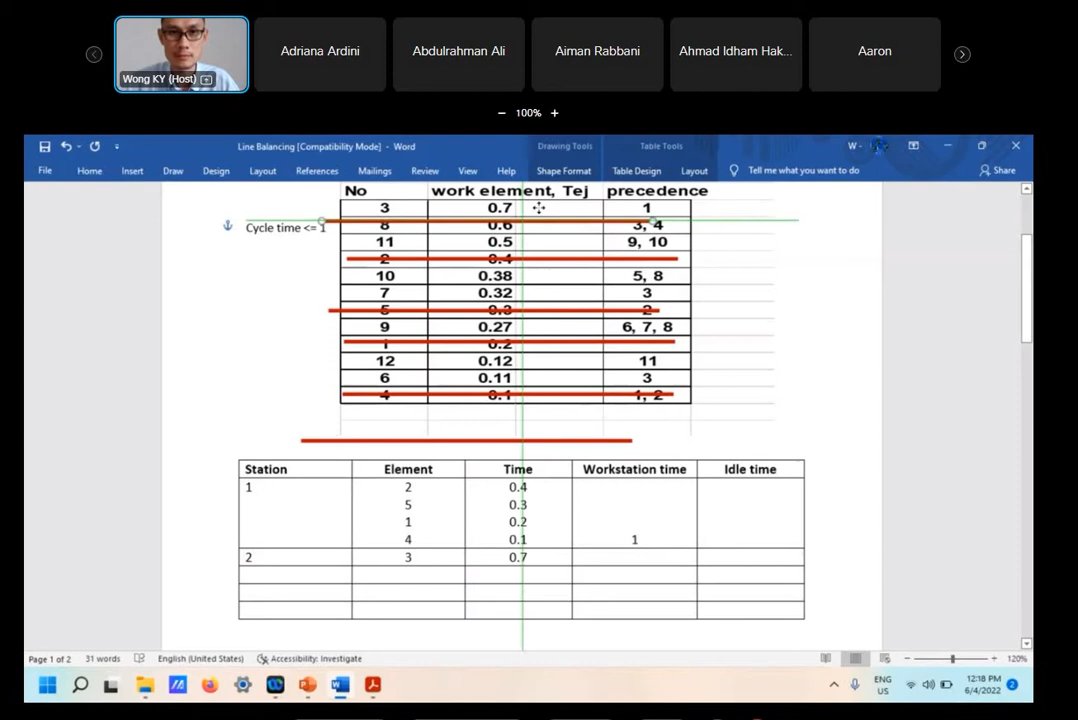 Wong KY (Host)
Adriana Ardini
Abdulrahman Ali
Aiman Rabbani
Ahmad Idham Hak...
Aaron
− 100% +
Line Balancing [Compatibility Mode] - Word
Drawing Tools
Table Tools
W -
File Home Insert Draw Design Layout References Mailings Review View Help Shape Format Table Design Layout Tell me what you want to do Share
No work element, Tej precedence
3 0.7 1
Cycle time <= 1
8 0.6 3, 4
11 0.5 9, 10
2 0.4
10 0.38 5, 8
7 0.32 3
5 0.3 2
9 0.27 6, 7, 8
1 0.2
12 0.12 11
6 0.11 3
4 0.1 1, 2
Station Element Time Workstation time Idle time
1 2 0.4
5 0.3
1 0.2
4 0.1 1
2 3 0.7
Page 1 of 2 31 words English (United States) Accessibility: Investigate 120%
ENG
US
12:18 PM
6/4/2022
2